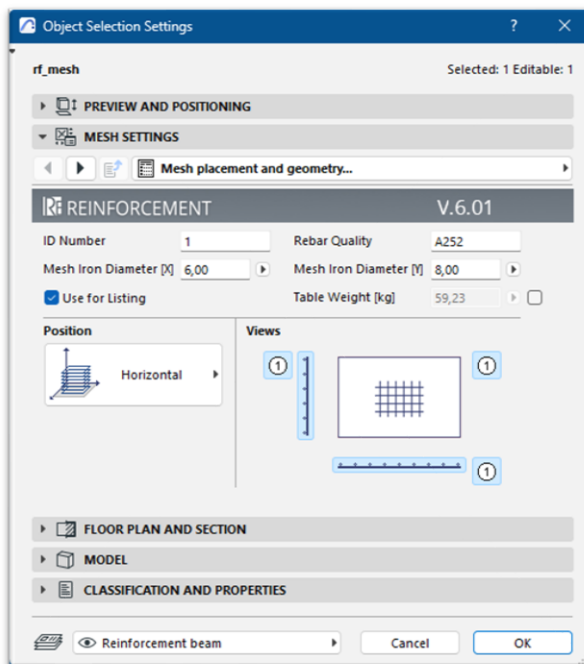 Object Selection Settings ?
rf_mesh Selected: 1 Editable: 1
PREVIEW AND POSITIONING
MESH SETTINGS
Mesh placement and geometry...
RF REINFORCEMENT V.6.01
ID Number 1 Rebar Quality A252
Mesh Iron Diameter [X] 6,00 Mesh Iron Diameter [Y] 8,00
Use for Listing Table Weight [kg] 59,23
Position Views
Horizontal 1 1
1
FLOOR PLAN AND SECTION
MODEL
CLASSIFICATION AND PROPERTIES
Reinforcement beam Cancel OK